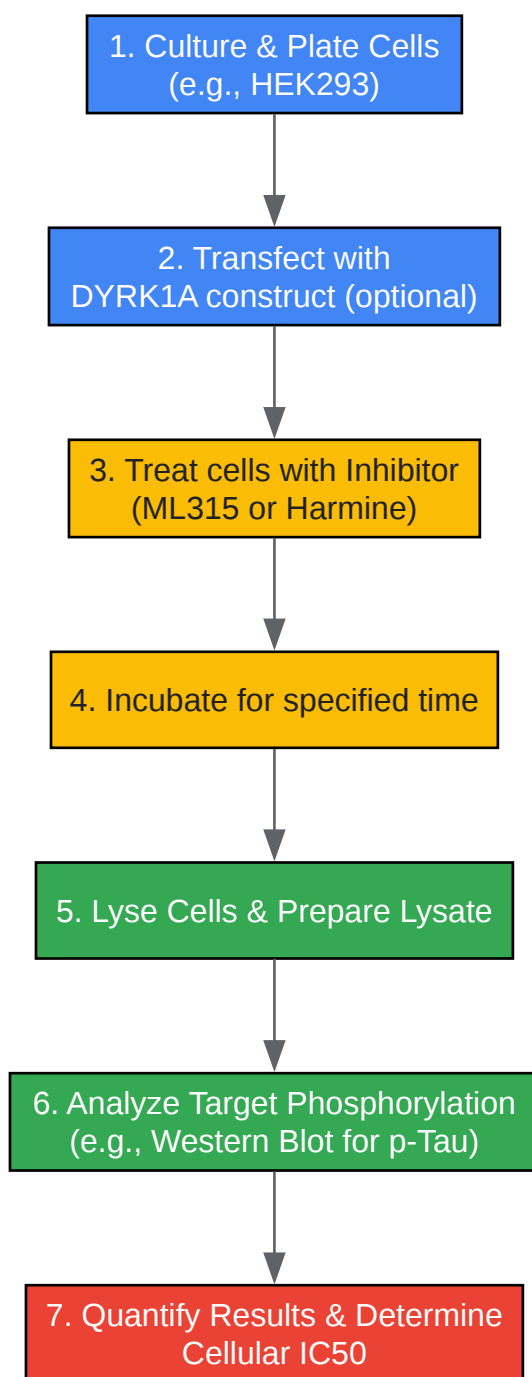 1. Culture & Plate Cells
(e.g., HEK293)
2. Transfect with
DYRK1A construct (optional)
3. Treat cells with Inhibitor
(ML315 or Harmine)
4. Incubate for specified time
5. Lyse Cells & Prepare Lysate
6. Analyze Target Phosphorylation
(e.g., Western Blot for p-Tau)
7. Quantify Results & Determine
Cellular IC50